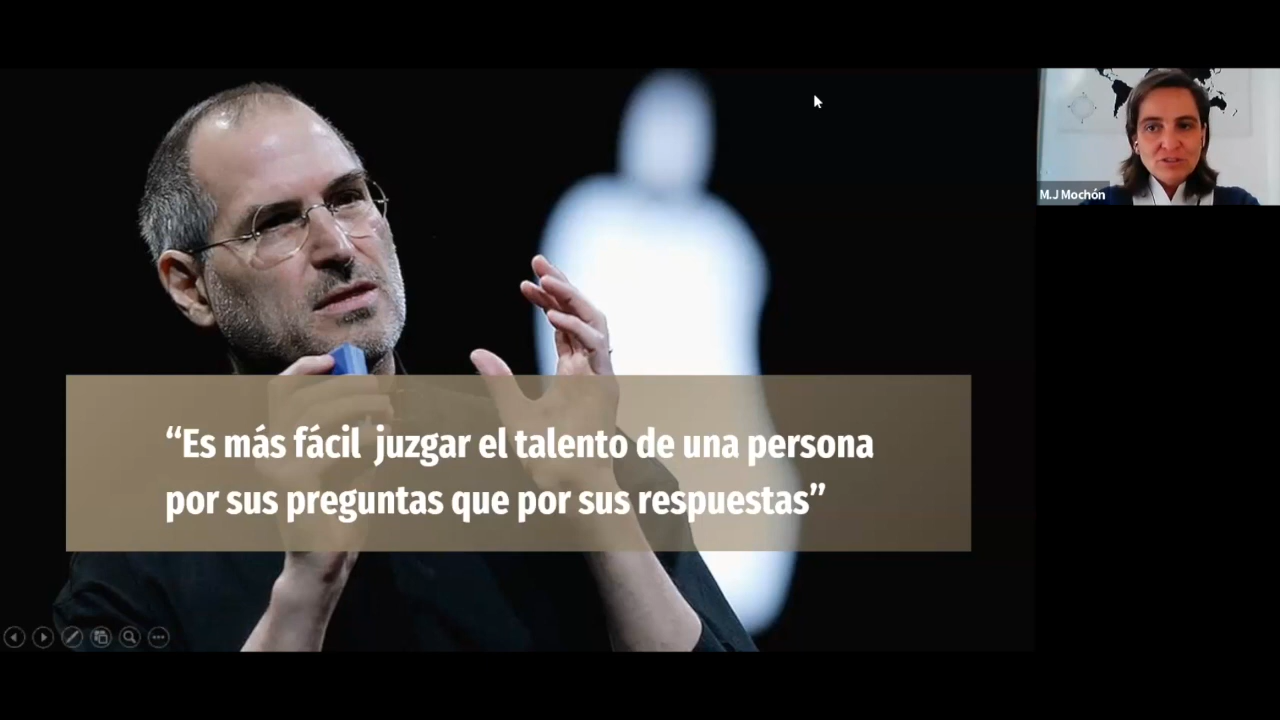 M.J Mochón
“Es más fácil juzgar el talento de una persona
por sus preguntas que por sus respuestas”